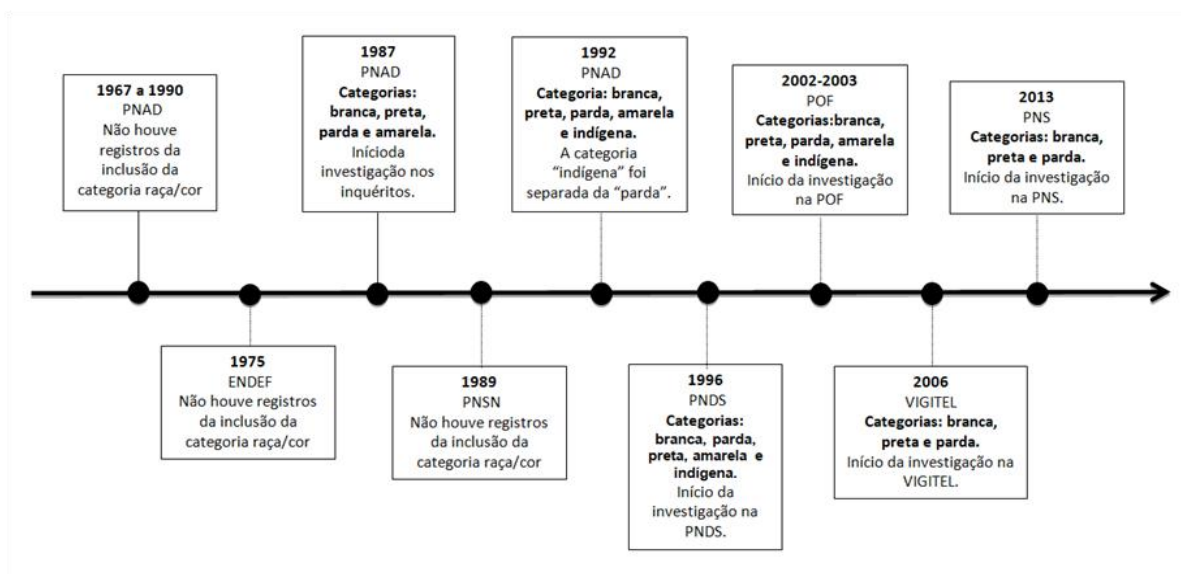 1967 a 1990
PNAD
Não houve
registros da
inclusão da
categoria raça/cor
1975
ENDEF
Não houve registros
da inclusão da
categoria raça/cor
1987
PNAD
Categorias:
branca, preta,
parda e amarela.
Inícioda
investigação nos
inquéritos.
1989
PNSN
Não houve registros
da inclusão da
categoria raça/cor
1992
PNAD
Categoria: branca,
preta, parda, amarela
e indígena.
A categoria
“indígena” foi
separada da “parda”.
1996
PNDS
Categorias:
branca, parda,
preta, amarela e
indígena.
Início da
investigação na
PNDS.
2002-2003
POF
Categorias:branca,
preta, parda, amarela
e indígena.
Início da investigação
na POF
2006
VIGITEL
Categorias: branca,
preta e parda.
Início da investigação na
VIGITEL.
2013
PNS
Categorias: branca,
preta e parda.
Início da investigação
na PNS.